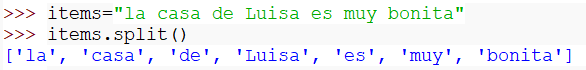 >>> items="la casa de Luisa es muy bonita"
>>> items.split()
['la', 'casa', 'de', 'Luisa', 'es', 'muy', 'bonita']